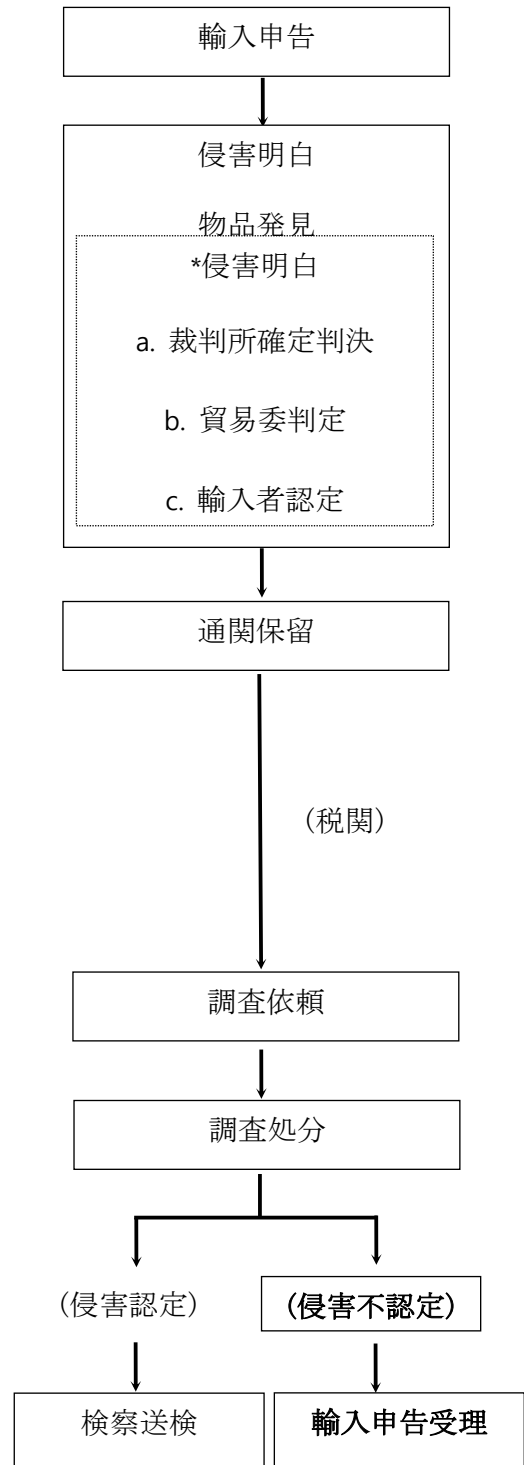 輸入申告
侵害明白
物品発見
*侵害明白
a. 裁判所確定判決
b. 貿易委判定
c. 輸入者認定
通関保留
(税関)
調査依頼
調査処分
(侵害認定)
(侵害不認定)
検察送検
輸入申告受理